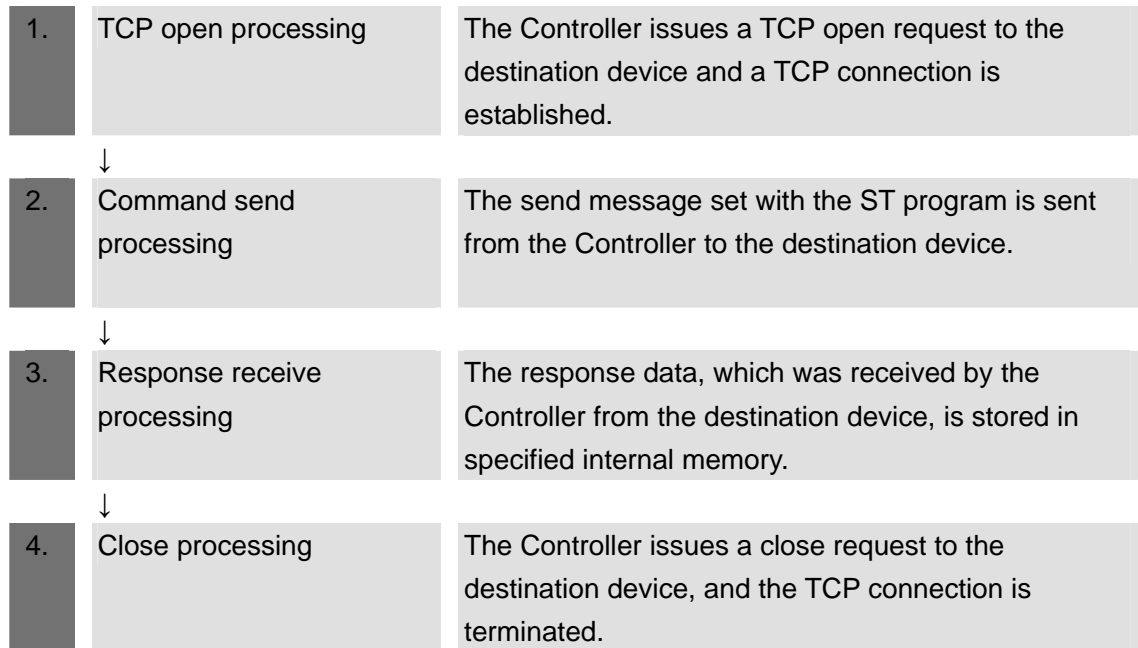 1. TCP open processing The Controller issues a TCP open request to the
destination device and a TCP connection is
established.
↓
2. Command send The send message set with the ST program is sent
processing from the Controller to the destination device.
↓
3. Response receive The response data, which was received by the
processing Controller from the destination device, is stored in
specified internal memory.
↓
4. Close processing The Controller issues a close request to the
destination device, and the TCP connection is
terminated.